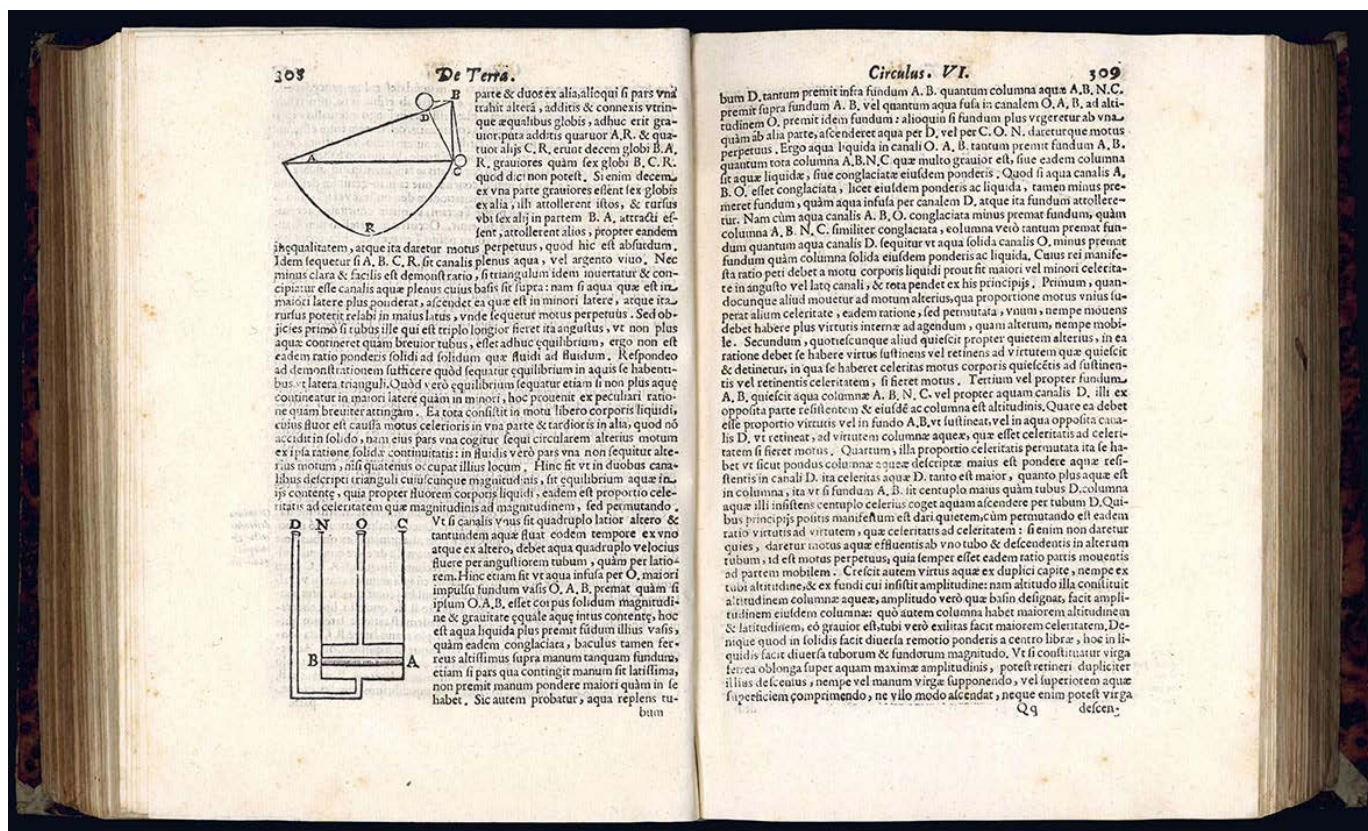 308
De Terra.
B
D
A
C
R
parte & duos ex alia, alioqui si pars vna
trahit alterã, additis & connexis vtrin-
que æqualibus globis, adhuc erit gra-
uior, puta additis quatuor A.R. & qua-
tuor alijs C. R. erunt decem globi B.A.
R. grauiores quàm sex globi B. C. R.
quod dici non potest. Si enim decem
ex vna parte grauiores essent sex globis
ex alia, illi attollerent istos, & rursus
vbi sex alij in partem B. A. attracti es-
sent, attollerent alios, propter eandem
inequalitatem, atque ita daretur motus perpetuus, quod hic est absurdum.
Idem sequetur si A. B. C. R. sit canalis plenus aqua, vel argento viuo. Nec
minus clara & facilis est demonstratio, si triangulum idem inuertatur & con-
cipiatur esse canalis aquæ plenus cuius basis sit supra: nam si aqua quæ est in
maiori latere plus ponderat, ascendet ea quæ est in minori latere, atque ita
rursus poterit relabi in maius latus, vnde sequetur motus perpetuus. Sed ob-
jicies primò si tubus ille qui est triplo longior fieret ita angustus, vt non plus
aquæ contineret quàm breuior tubus, esset adhuc equilibrium, ergo non est
eadem ratio ponderis solidi ad solidum quæ fluidi ad fluidum. Respondeo
ad demonstrationem sufficere quòd sequatur equilibrium in aquis se habenti-
bus vt latera trianguli. Quòd verò equilibrium sequatur etiam si non plus aquę
contineatur in maiori latere quàm in minori, hoc prouenit ex peculiari ratio-
ne quam breuiter attingam. Ea tota consistit in motu libero corporis liquidi,
cuius fluor est caussa motus celerioris in vna parte & tardioris in alia, quod nõ
accidit in solido, nam eius pars vna cogitur sequi circularem alterius motum
ex ipsa ratione solidæ continuitatis: in fluidis verò pars vna non sequitur alte-
rius motum, nisi quatenus occupat illius locum. Hinc fit vt in duobus cana-
libus descripti trianguli cuiuscunque magnitudinis, sit equilibrium aquæ in
ijs contentę, quia propter fluorem corporis liquidi, eadem est proportio cele-
ritatis ad celeritatem quæ magnitudinis ad magnitudinem, sed permutando.
D N O C
B A
Vt si canalis vnus sit quadruplo latior altero &
tantundem aquæ fluat eodem tempore ex vno
atque ex altero, debet aqua quadruplo velocius
fluere per angustiorem tubum, quàm per latio-
rem. Hinc etiam fit vt aqua infusa per O. maiori
impulsu fundum vasis O. A. B. premat quàm si
ipsum O.A.B. esset corpus solidum magnitudi-
ne & grauitate ęquale aquę intus contentę, hoc
est aqua liquida plus premit fũdum illius vasis,
quàm eadem conglaciata, baculus tamen fer-
reus altissimus supra manum tanquam fundum,
etiam si pars qua contingit manum sit latissima,
non premit manum pondere maiori quàm in se
habet. Sic autem probatur, aqua replens tu-
bum
Circulus. VI.
309
bum D. tantum premit infra fundum A. B. quantum columna aquæ A.B.N.C.
premit supra fundum A. B. vel quantum aqua fusa in canalem O. A. B. ad alti-
tudinem O. premit idem fundum: alioquin si fundum plus vrgeretur ab vna
quàm ab alia parte, ascenderet aqua per D. vel per C. O. N. dareturque motus
perpetuus. Ergo aqua liquida in canali O. A. B. tantum premit fundum A. B.
quantum tota columna A.B.N.C quæ multo grauior est, siue eadem columna
sit aquæ liquidæ, siue conglaciatæ eiusdem ponderis. Quod si aqua canalis A.
B. O. esset conglaciata, licet eiusdem ponderis ac liquida, tamen minus pre-
meret fundum, quàm aqua infusa per canalem D. atque ita fundum attollere-
tur. Nam cùm aqua canalis A. B. O. conglaciata minus premat fundum, quàm
columna A. B. N. C. similiter conglaciata, columna verò tantum premat fun-
dum quantum aqua canalis D. sequitur vt aqua solida canalis O. minus premat
fundum quàm columna solida eiusdem ponderis ac liquida. Cuius rei manife-
sta ratio peti debet a motu corporis liquidi prout fit maiori vel minori celerita-
te in angusto vel lato canali, & tota pendet ex his principijs. Primum, quan-
documque aliud mouetur ad motum alterius, qua proportione motus vnius su-
perat alium celeritate, eadem ratione, sed permutata, vnum, nempe mouens
debet habere plus virtutis internæ ad agendum, quam alterum, nempe mobi-
le. Secundum, quotiescunque aliud quiescit propter quietem alterius, in ea
ratione debet se habere virtus sustinens vel retinens ad virtutem quæ quiescit
& detinetur, in qua se haberet celeritas motus corporis quiescẽtis ad sustinen-
tis vel retinentis celeritatem, si fieret motus. Tertium vel propter fundum
A. B. quiescit aqua columnæ A. B. N. C. vel propter aquam canalis D. illi ex
opposita parte resistentem & eiusdẽ ac columna est altitudinis. Quare ea debet
esse proportio virtutis vel in fundo A.B. vt sustineat, vel in aqua opposita cana-
lis D. vt retineat, ad virtutem columnæ aqueæ, quæ esset celeritatis ad celeri-
tatem si fieret motus. Quartum, illa proportio celeritatis permutata ita se ha-
bet vt sicut pondus columnæ aqueæ descriptæ maius est pondere aquæ resi-
stentis in canali D. ita celeritas aquæ D. tanto est maior, quanto plus aquæ est
in columna, ita vt si fundum A. B. sit centuplo maius quàm tubus D. columna
aquæ illi insistens centuplo celerius coget aquam ascendere per tubum D. Qui-
bus principijs positis manifestum est dari quietem, cùm permutando est eadem
ratio virtutis ad virtutem, quæ celeritatis ad celeritatem: si enim non daretur
quies, daretur motus aquæ effluentis ab vno tubo & descendentis in alterum
tubum, id est motus perpetuus, quia semper esset eadem ratio partis mouentis
ad partem mobilem. Crescit autem virtus aquæ ex duplici capite, nempe ex
tubi altitudine, & ex fundi cui insistit amplitudine: nam altitudo illa constituit
altitudinem columnæ aqueæ, amplitudo verò quæ basin designat, facit ampli-
tudinem eiusdem columnæ: quò autem columna habet maiorem altitudinem
& latitudinem, eò grauior est, tubi verò exilitas facit maiorem celeritatem. De-
nique quod in solidis facit diuersa remotio ponderis a centro libræ, hoc in li-
quidis facit diuersa tuborum & fundorum magnitudo. Vt si constituatur virga
ferrea oblonga super aquam maximæ amplitudinis, potest retineri dupliciter
illius descensus, nempe vel manum virgæ supponendo, vel superiorem aquæ
superficiem comprimendo, ne vllo modo ascendat, neque enim potest virga
Qq
descen-